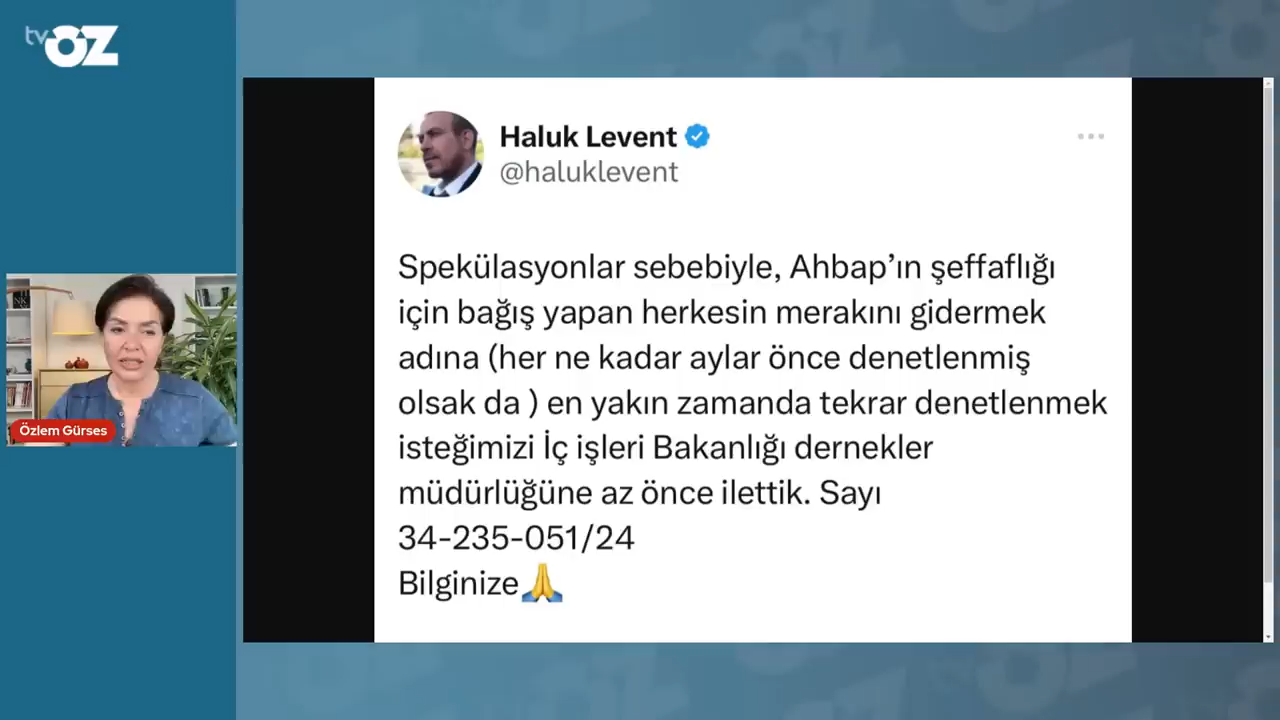 tv ÖZ
Haluk Levent
@haluklevent
Spekülasyonlar sebebiyle, Ahbap’ın şeffaflığı
için bağış yapan herkesin merakını gidermek
adına (her ne kadar aylar önce denetlenmiş
olsak da ) en yakın zamanda tekrar denetlenmek
isteğimizi İç işleri Bakanlığı dernekler
müdürlüğüne az önce ilettik. Sayı
34-235-051/24
Bilginize🙏
Özlem Gürses